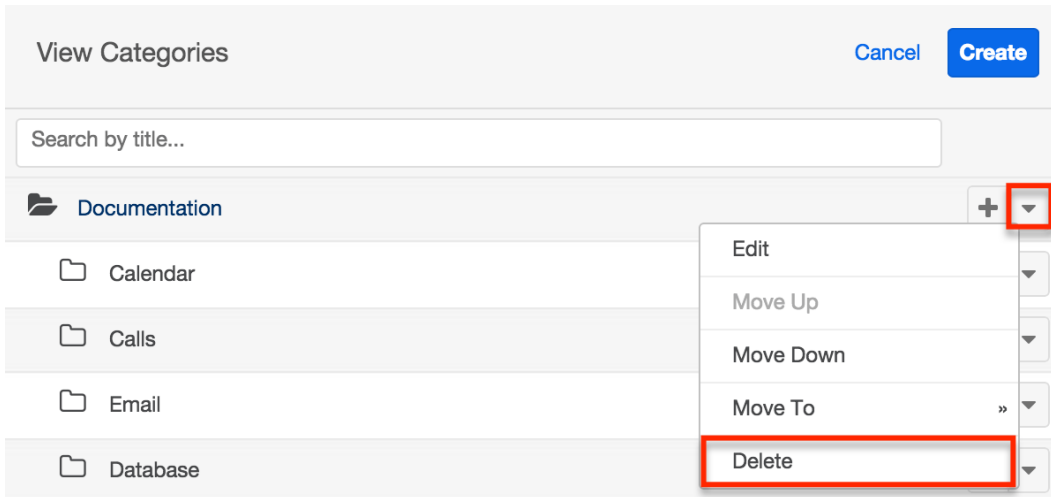 View Categories
Cancel
Create
Search by title...
Documentation
Edit
Calendar
Move Up
Calls
Move Down
Email
Move To »
Database
Delete